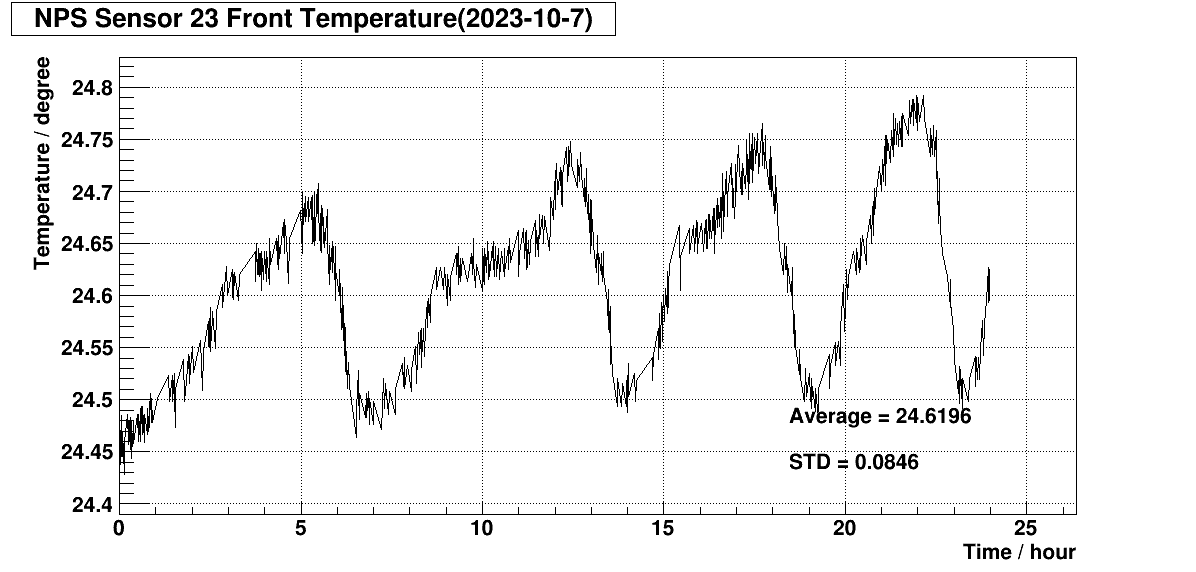 NPS Sensor 23 Front Temperature(2023-10-7)
Temperature / degree
24.8
24.75
24.7
24.65
24.6
24.55
24.5
24.45
24.4
Average = 24.6196
STD = 0.0846
0 5 10 15 20 25
Time / hour